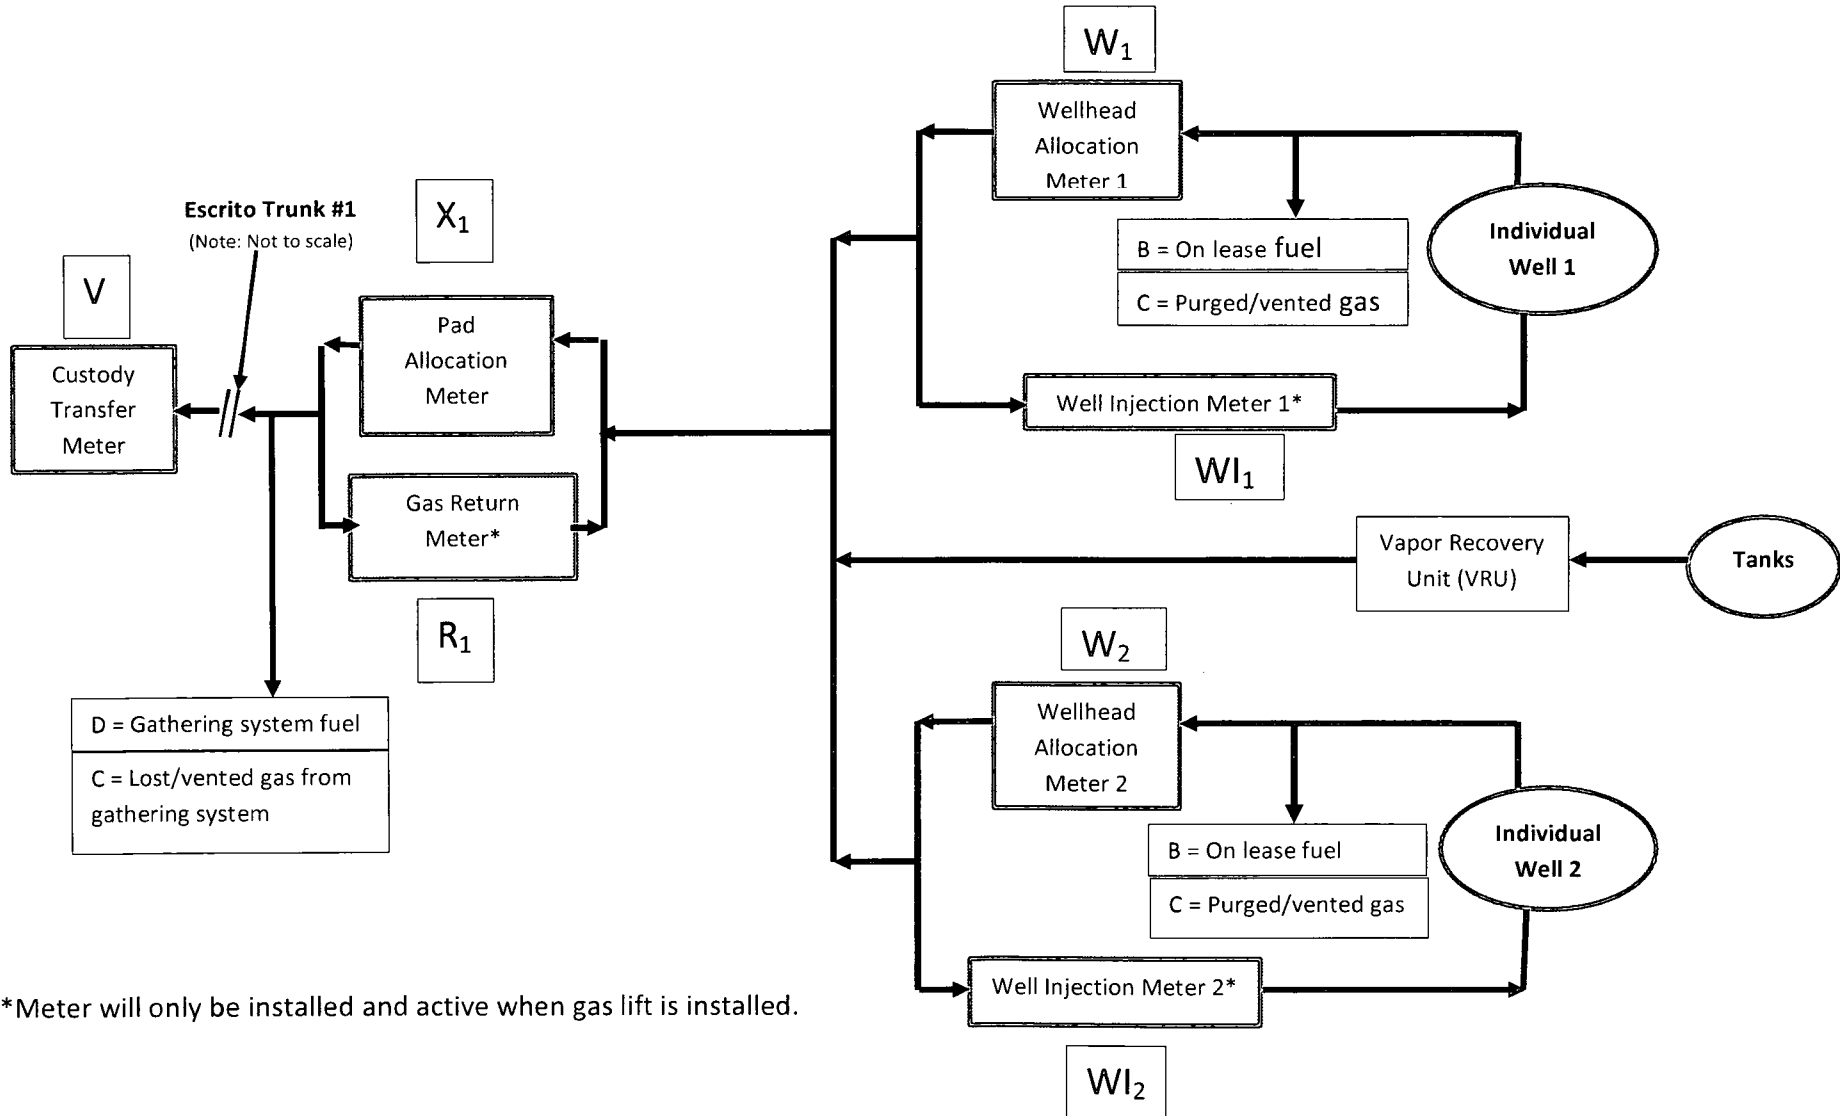 W₁
Wellhead
Allocation
Meter 1
Escrito Trunk #1
(Note: Not to scale)
X₁
B = On lease fuel
C = Purged/vented gas
Individual
Well 1
V
Custody
Transfer
Meter
Pad
Allocation
Meter
Well Injection Meter 1*
WI₁
Gas Return
Meter*
R₁
Vapor Recovery
Unit (VRU)
Tanks
W₂
Wellhead
Allocation
Meter 2
D = Gathering system fuel
C = Lost/vented gas from
gathering system
B = On lease fuel
C = Purged/vented gas
Individual
Well 2
Well Injection Meter 2*
WI₂
*Meter will only be installed and active when gas lift is installed.